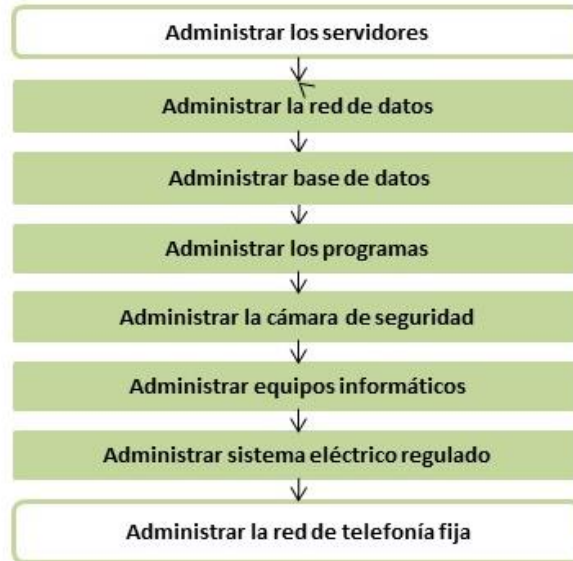 Administrar los servidores
Administrar la red de datos
Administrar base de datos
Administrar los programas
Administrar la cámara de seguridad
Administrar equipos informáticos
Administrar sistema eléctrico regulado
Administrar la red de telefonía fija